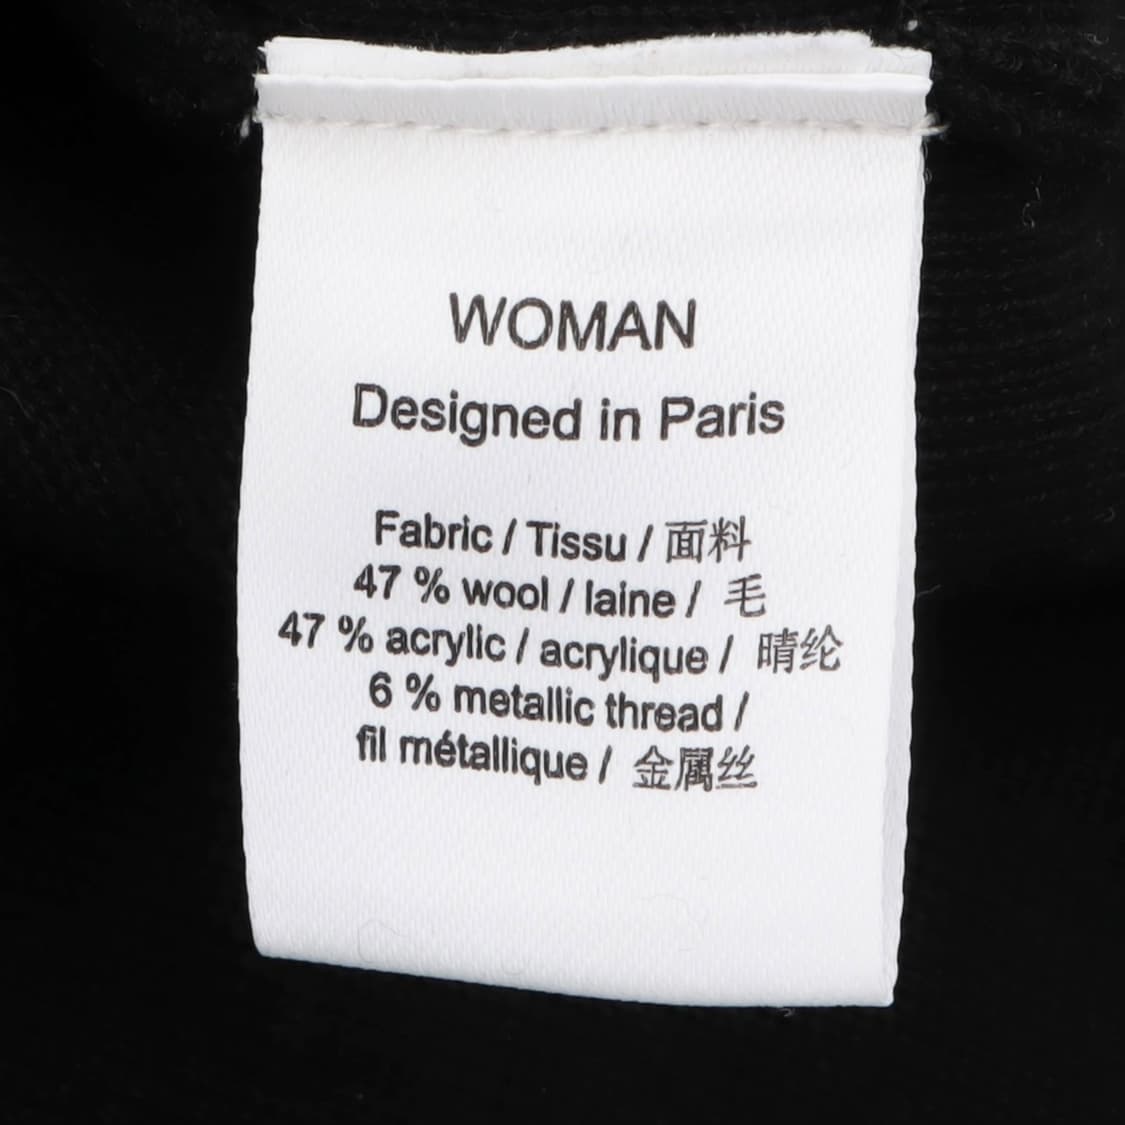 WOMAN
Designed in Paris
Fabric / Tissu / 面料
47 % wool / laine / 毛
47 % acrylic / acrylique / 晴纶
6 % metallic thread /
fil métallique / 金属丝